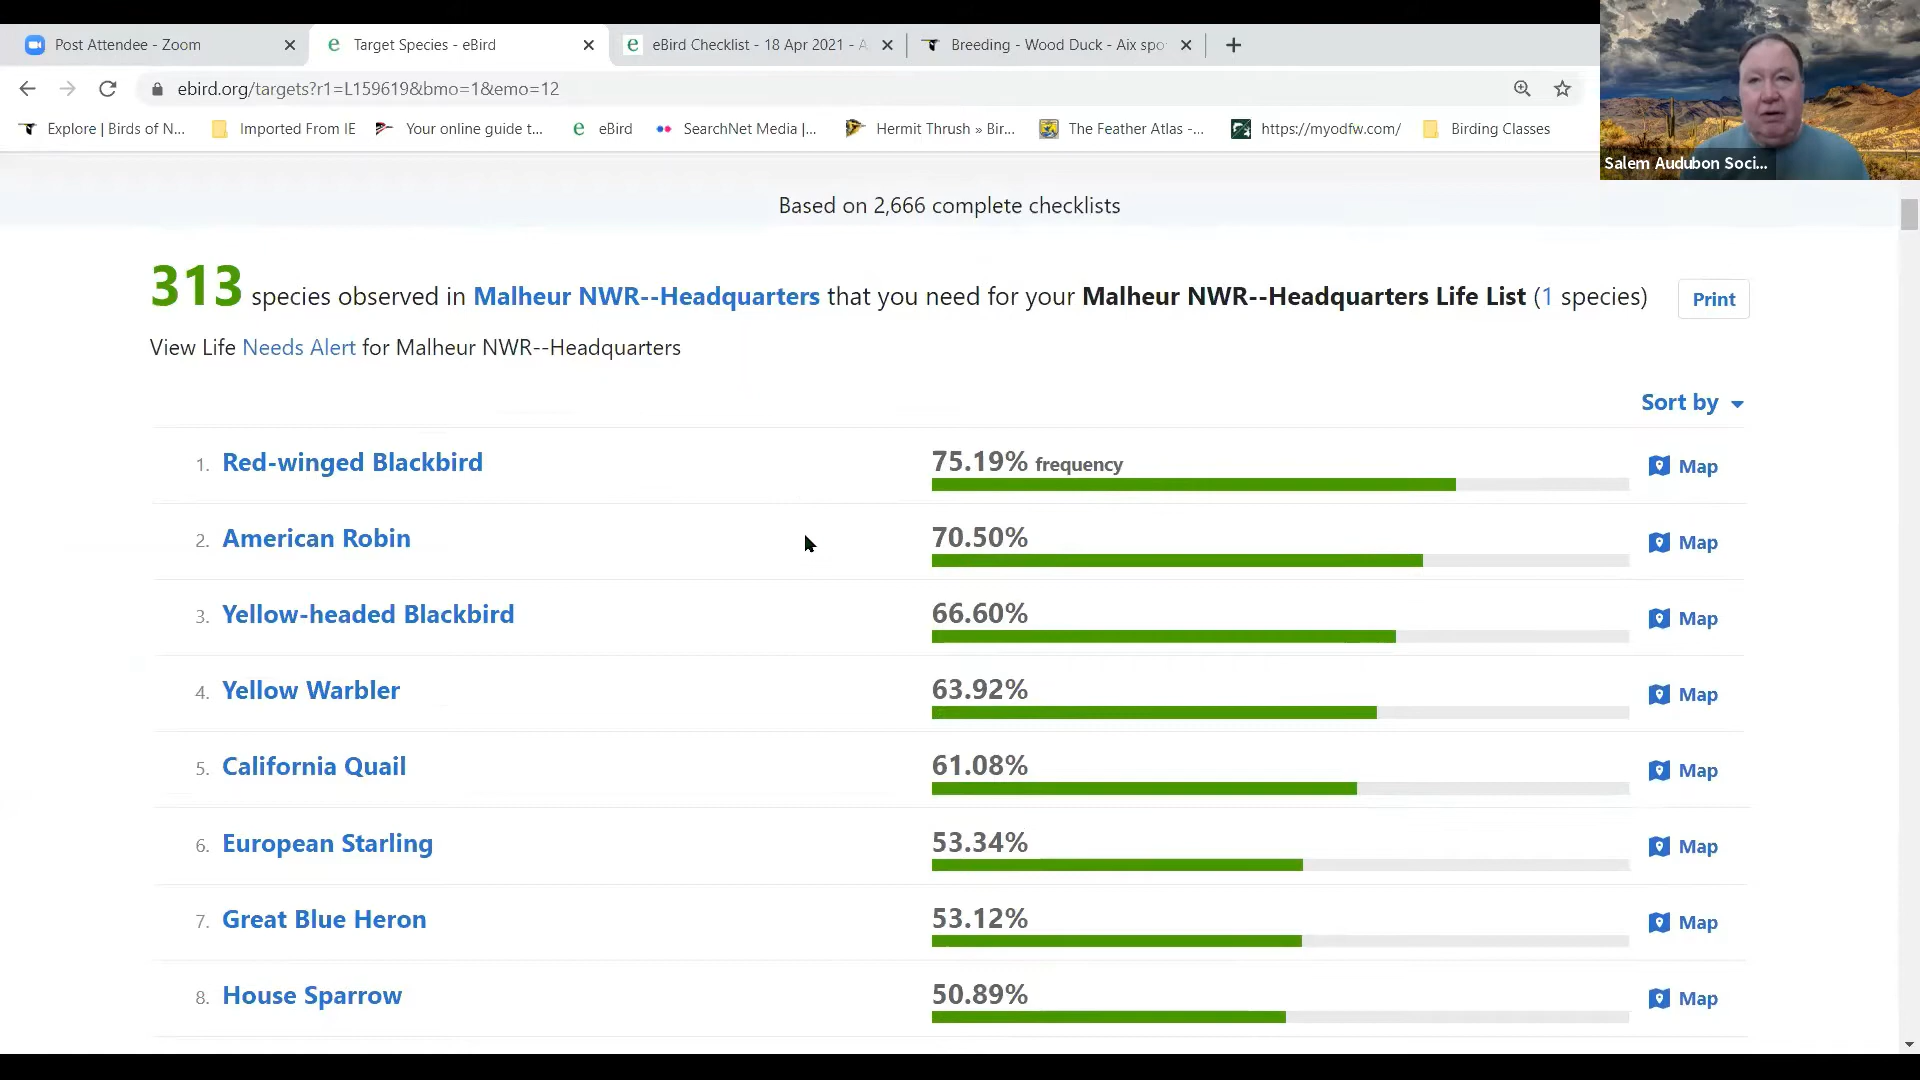 Post Attendee - Zoom
Target Species - eBird
eBird Checklist - 18 Apr 2021 - A
Breeding - Wood Duck - Aix spo
ebird.org/targets?r1=L159619&bmo=1&emo=12
Explore | Birds of N...
Imported From IE
Your online guide t...
eBird
SearchNet Media |...
Hermit Thrush » Bir...
The Feather Atlas -...
https://myodfw.com/
Birding Classes
Salem Audubon Soci...
Based on 2,666 complete checklists
313 species observed in Malheur NWR--Headquarters that you need for your Malheur NWR--Headquarters Life List (1 species)
Print
View Life Needs Alert for Malheur NWR--Headquarters
Sort by
1. Red-winged Blackbird 75.19% frequency Map
2. American Robin 70.50% Map
3. Yellow-headed Blackbird 66.60% Map
4. Yellow Warbler 63.92% Map
5. California Quail 61.08% Map
6. European Starling 53.34% Map
7. Great Blue Heron 53.12% Map
8. House Sparrow 50.89% Map